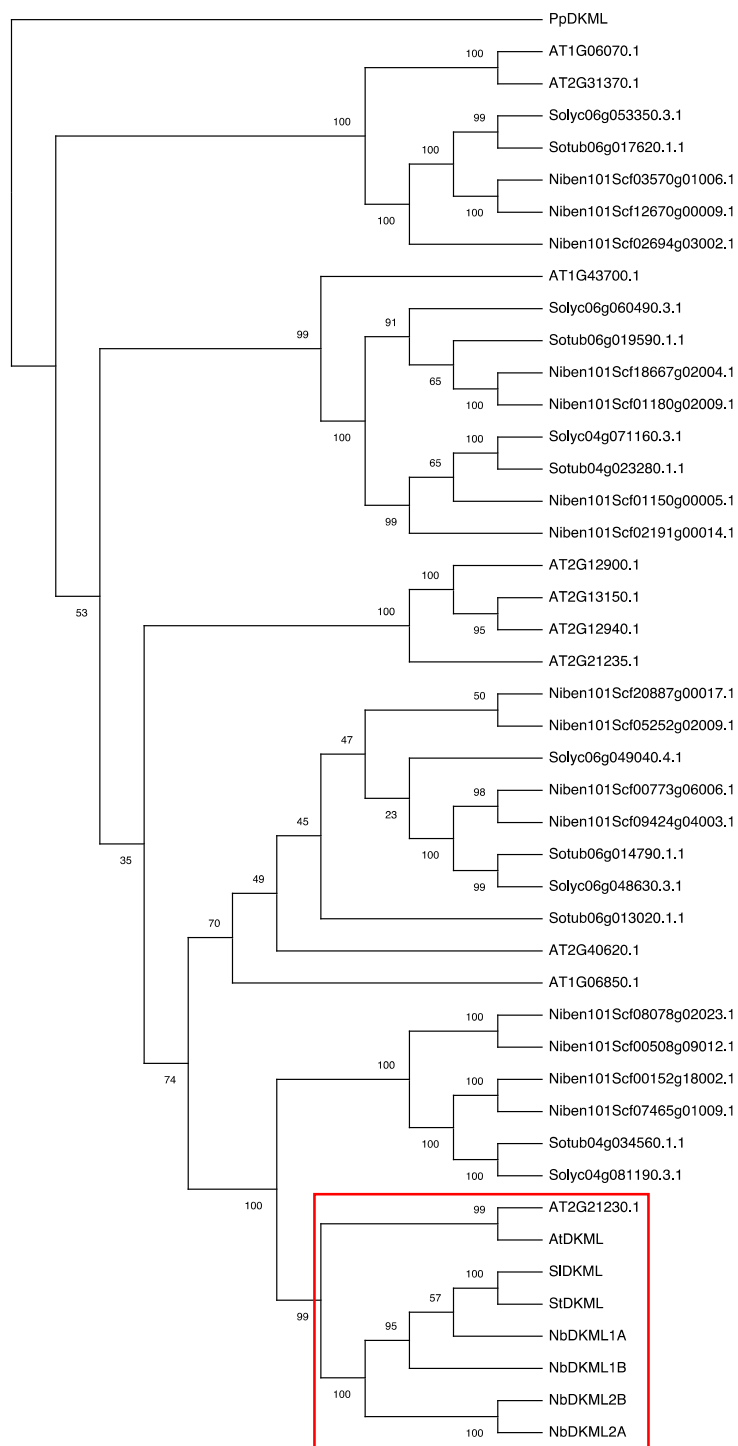 PpDKML
100
AT1G06070.1
AT2G31370.1
100
99
Solyc06g053350.3.1
100
Sotub06g017620.1.1
Niben101Scf03570g01006.1
100
100
Niben101Scf12670g00009.1
Niben101Scf02694g03002.1
AT1G43700.1
99
91
Solyc06g060490.3.1
Sotub06g019590.1.1
65
Niben101Scf18667g02004.1
100
Niben101Scf01180g02009.1
100
100
Solyc04g071160.3.1
65
Sotub04g023280.1.1
Niben101Scf01150g00005.1
99
Niben101Scf02191g00014.1
AT2G12900.1
100
AT2G13150.1
53
100
95
AT2G12940.1
AT2G21235.1
50
Niben101Scf20887g00017.1
Niben101Scf05252g02009.1
47
Solyc06g049040.4.1
98
Niben101Scf00773g06006.1
45
23
Niben101Scf09424g04003.1
100
Sotub06g014790.1.1
35
99
Solyc06g048630.3.1
49
Sotub06g013020.1.1
70
AT2G40620.1
AT1G06850.1
100
Niben101Scf08078g02023.1
Niben101Scf00508g09012.1
74
100
100
Niben101Scf00152g18002.1
Niben101Scf07465g01009.1
100
Sotub04g034560.1.1
100
Solyc04g081190.3.1
100
99
AT2G21230.1
AtDKML
100
SlDKML
57
StDKML
99
95
NbDKML1A
NbDKML1B
100
NbDKML2B
100
NbDKML2A